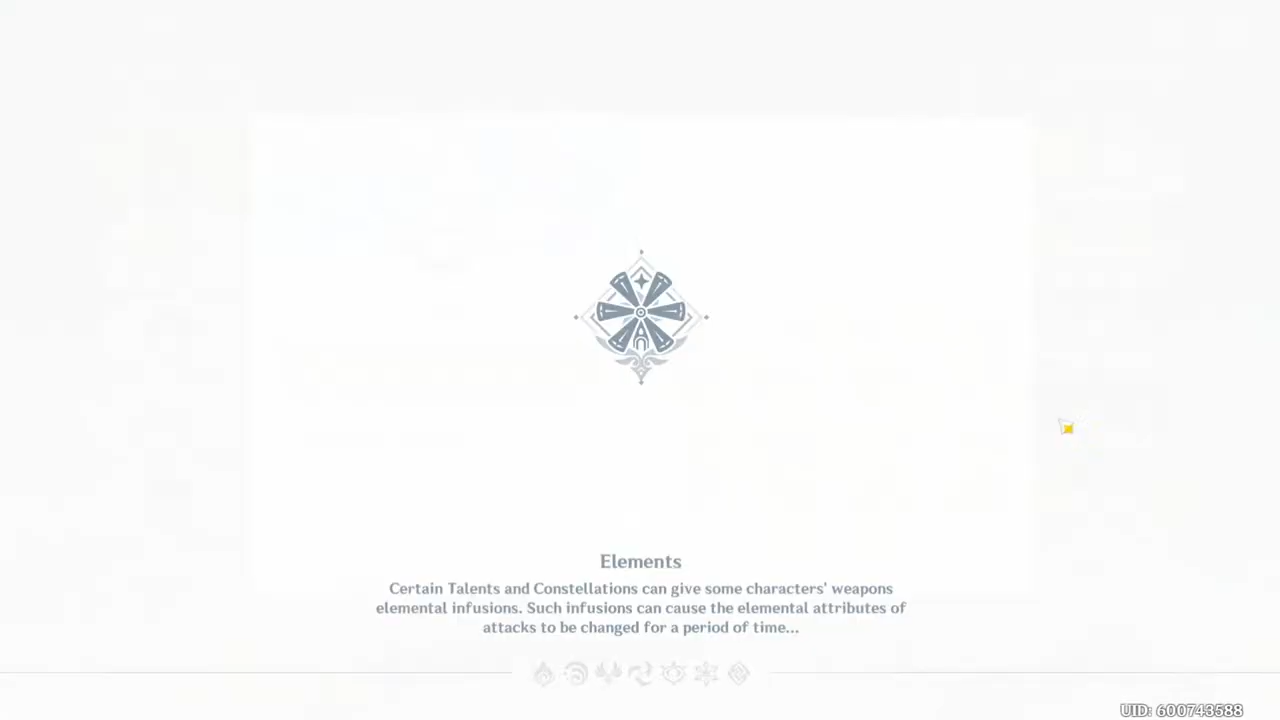 Elements
Certain Talents and Constellations can give some characters' weapons
elemental infusions. Such infusions can cause the elemental attributes of
attacks to be changed for a period of time...
UID: 600743588